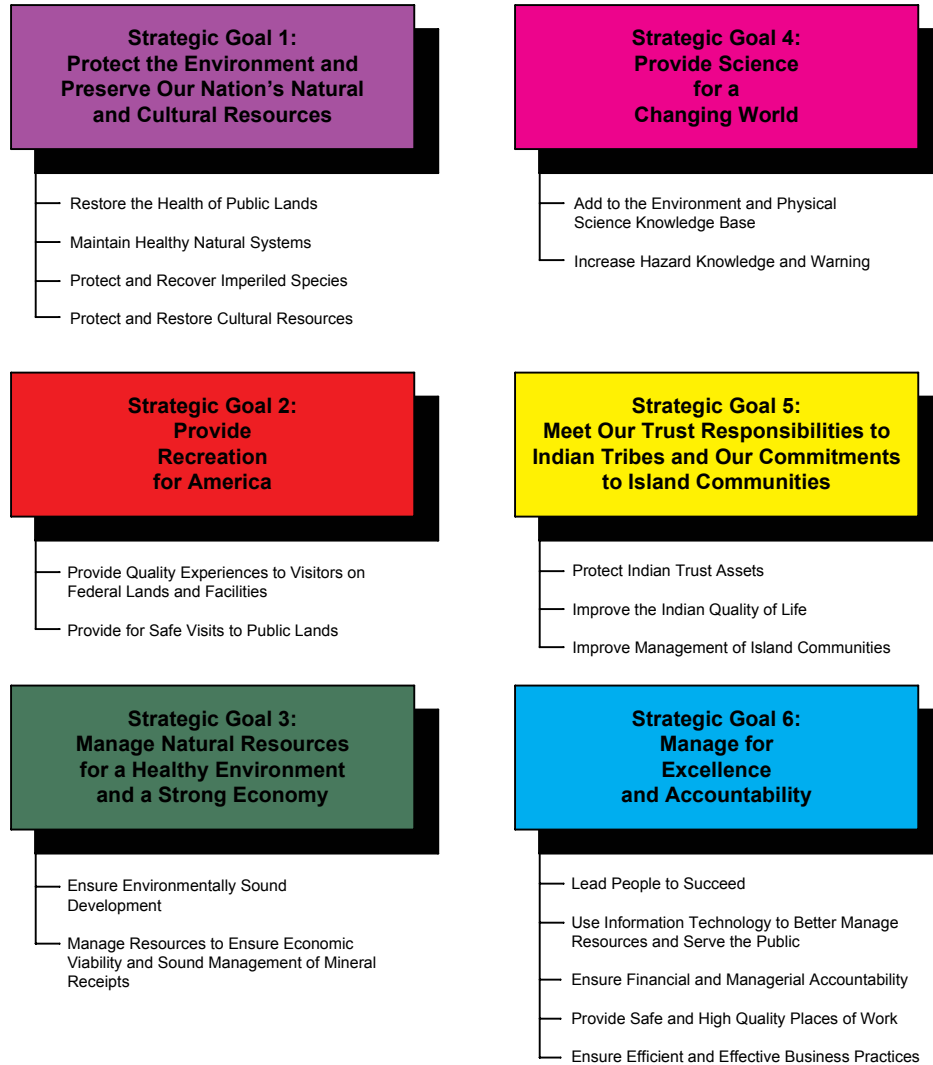 Strategic Goal 1:
Protect the Environment and
Preserve Our Nation’s Natural
and Cultural Resources
Restore the Health of Public Lands
Maintain Healthy Natural Systems
Protect and Recover Imperiled Species
Protect and Restore Cultural Resources
Strategic Goal 2:
Provide
Recreation
for America
Provide Quality Experiences to Visitors on
Federal Lands and Facilities
Provide for Safe Visits to Public Lands
Strategic Goal 3:
Manage Natural Resources
for a Healthy Environment
and a Strong Economy
Ensure Environmentally Sound
Development
Manage Resources to Ensure Economic
Viability and Sound Management of Mineral
Receipts
Strategic Goal 4:
Provide Science
for a
Changing World
Add to the Environment and Physical
Science Knowledge Base
Increase Hazard Knowledge and Warning
Strategic Goal 5:
Meet Our Trust Responsibilities to
Indian Tribes and Our Commitments
to Island Communities
Protect Indian Trust Assets
Improve the Indian Quality of Life
Improve Management of Island Communities
Strategic Goal 6:
Manage for
Excellence
and Accountability
Lead People to Succeed
Use Information Technology to Better Manage
Resources and Serve the Public
Ensure Financial and Managerial Accountability
Provide Safe and High Quality Places of Work
Ensure Efficient and Effective Business Practices